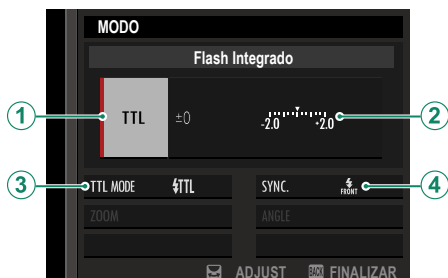 MODO
Flash Integrado
1 TTL ±0 -2.0 +2.0 2
3 TTL MODE TTL SYNC. FRONT 4
ZOOM ANGLE
ADJUST BACK FINALIZAR